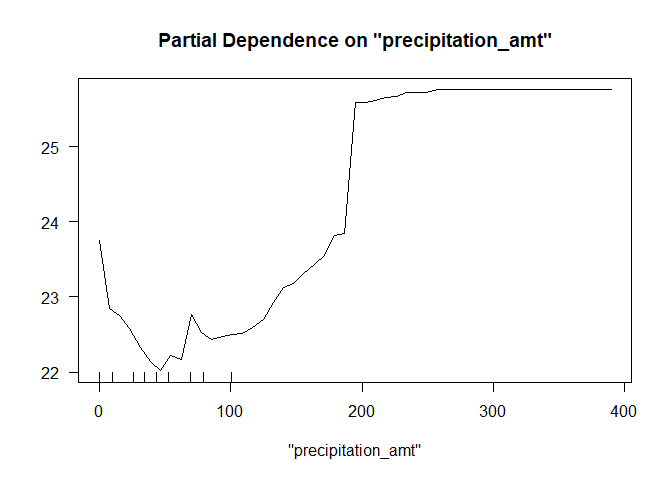 Partial Dependence on "precipitation_amt"
25
24
23
22
0 100 200 300 400
"precipitation_amt"